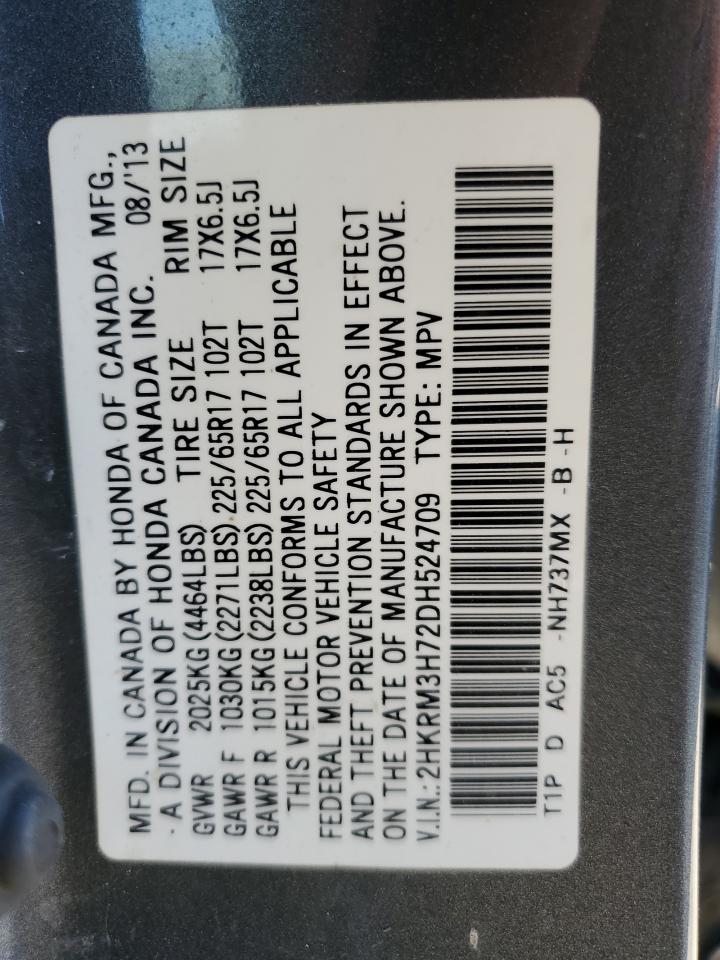 MFD. IN CANADA BY HONDA OF CANADA MFG.,
· A DIVISION OF HONDA CANADA INC. 08/'13
GVWR 2025KG(4464LBS) TIRE SIZE RIM SIZE
GAWR F 1030KG(2271LBS) 225/65R17 102T 17X6.5J
GAWR R 1015KG(2238LBS) 225/65R17 102T 17X6.5J
THIS VEHICLE CONFORMS TO ALL APPLICABLE
FEDERAL MOTOR VEHICLE SAFETY
AND THEFT PREVENTION STANDARDS IN EFFECT
ON THE DATE OF MANUFACTURE SHOWN ABOVE.
V.I.N.:2HKRM3H72DH524709 TYPE: MPV
T1P D AC5 -NH737MX -B -H